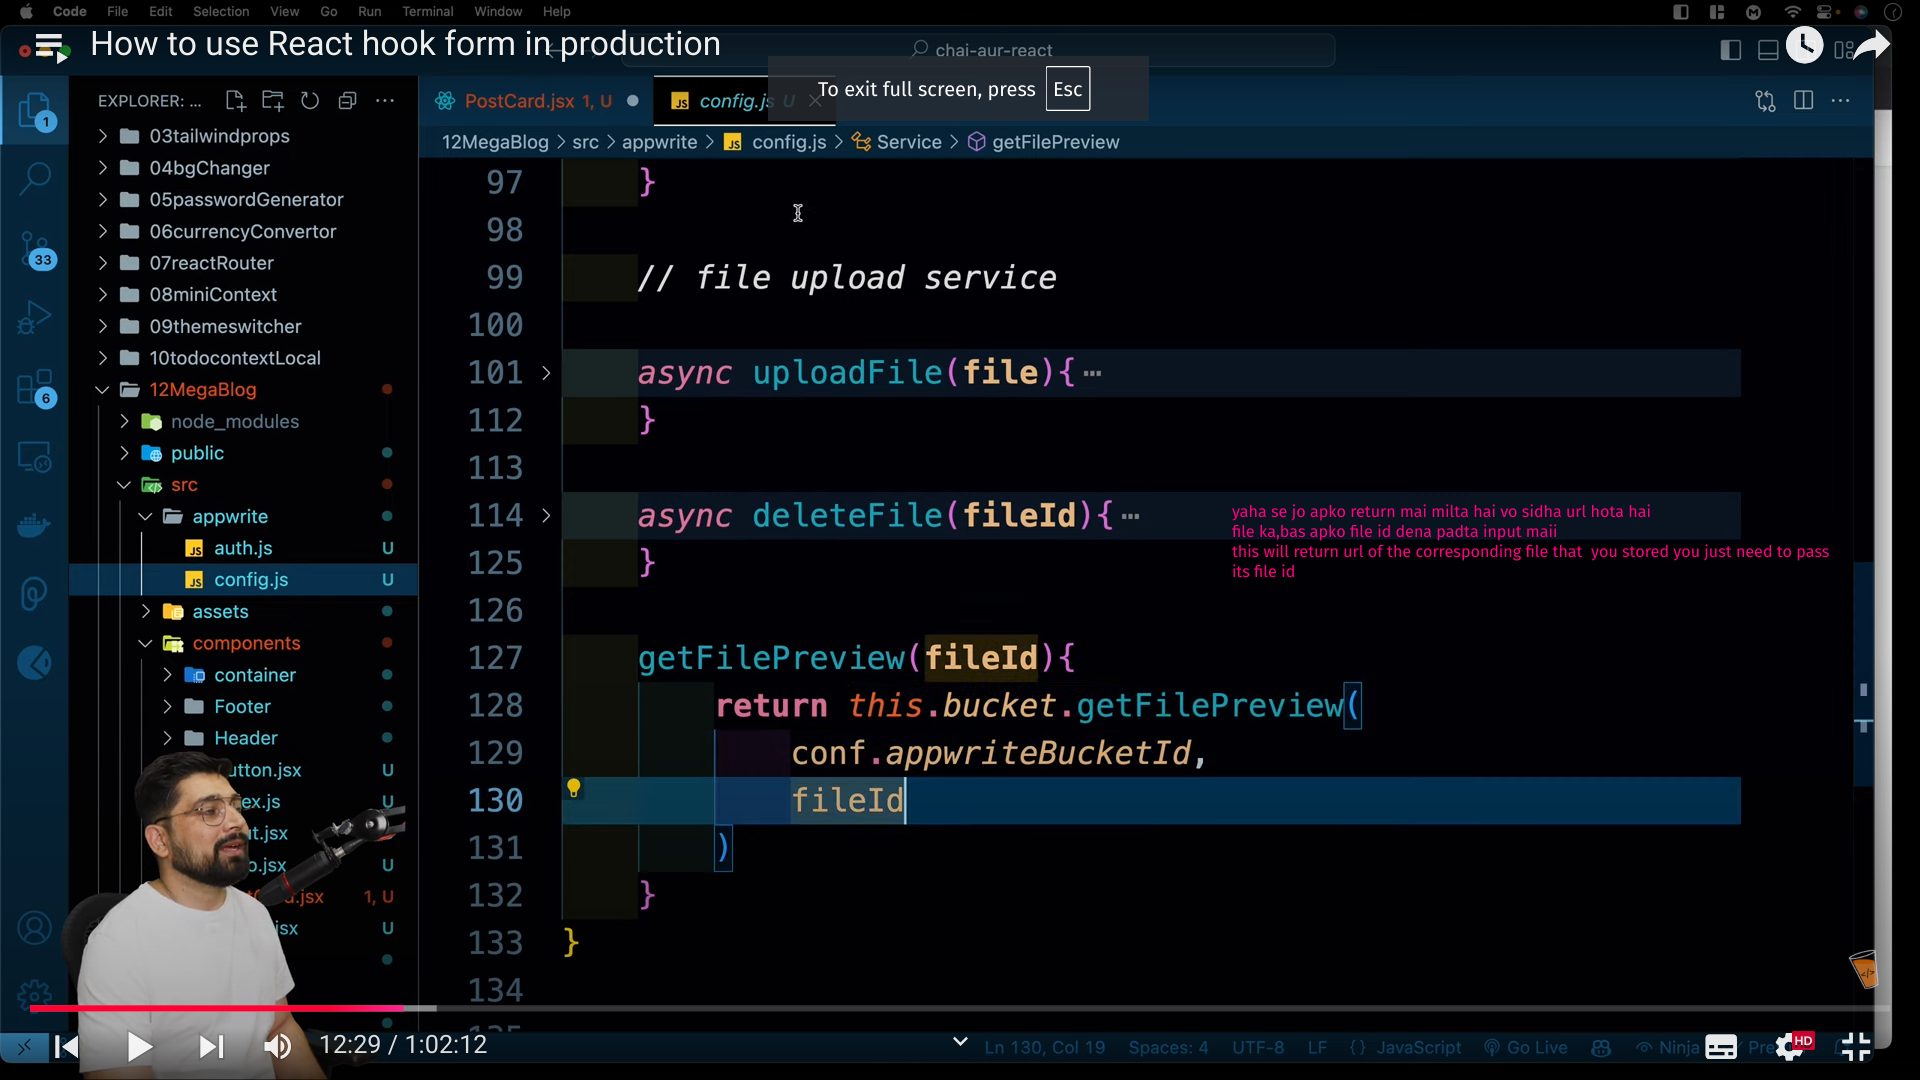 Code File Edit Selection View Go Run Terminal Window Help
How to use React hook form in production
chai-aur-react
To exit full screen, press Esc
EXPLORER: ...
PostCard.jsx 1, U
config.js U
12MegaBlog > src > appwrite > config.js > Service > getFilePreview
1
33
6
03tailwindprops
04bgChanger
05passwordGenerator
06currencyConvertor
07reactRouter
08miniContext
09themeswitcher
10todocontextLocal
12MegaBlog
node_modules
public
src
appwrite
auth.js U
config.js U
assets
components
container
Footer
Header
utton.jsx U
ex.js U
ut.jsx U
o.jsx U
d.jsx 1, U
jsx U
97 }
98
99 // file upload service
100
101 async uploadFile(file){
112 }
113
114 async deleteFile(fileId){
125 }
126
127 getFilePreview(fileId){
128 return this.bucket.getFilePreview(
129 conf.appwriteBucketId,
130 fileId
131 )
132 }
133 }
134
yaha se jo apko return mai milta hai vo sidha url hota hai
file ka,bas apko file id dena padta input maii
this will return url of the corresponding file that you stored you just need to pass
its file id
12:29 / 1:02:12
Ln 130, Col 19 Spaces: 4 UTF-8 LF {} JavaScript Go Live Ninja Pre
HD